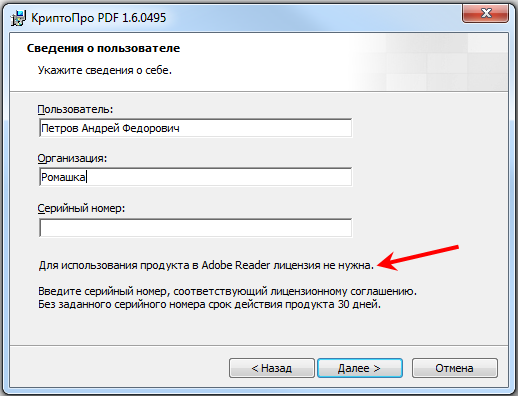 КриптоПро PDF 1.6.0495
Сведения о пользователе
Укажите сведения о себе.
Пользователь:
Петров Андрей Федорович
Организация:
Ромашка
Серийный номер:
Для использования продукта в Adobe Reader лицензия не нужна.
Введите серийный номер, соответствующий лицензионному соглашению.
Без заданного серийного номера срок действия продукта 30 дней.
< Назад
Далее >
Отмена